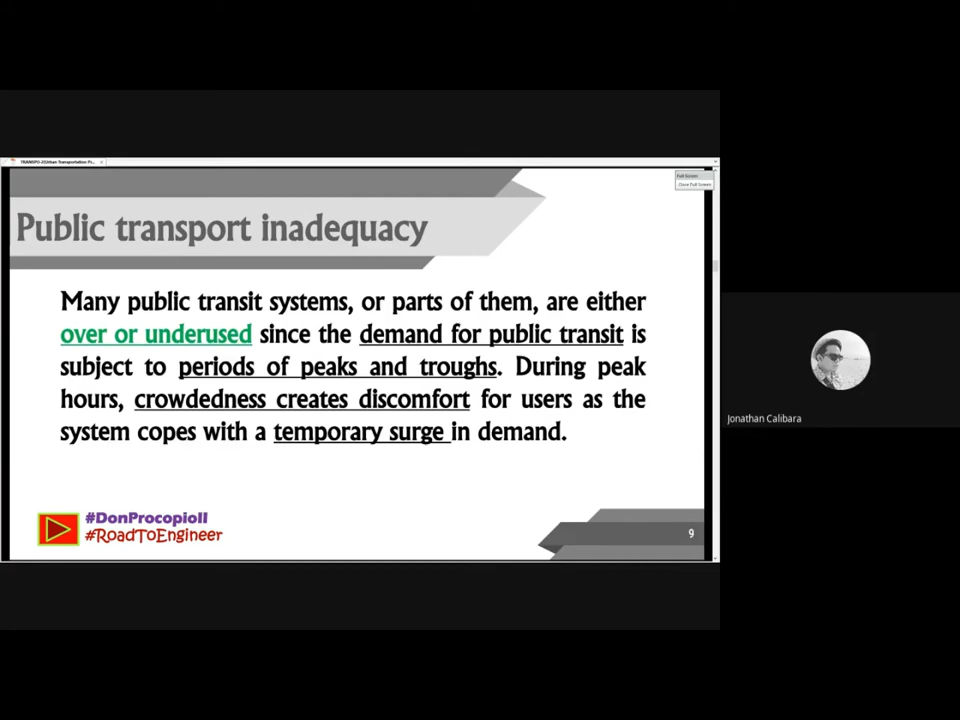 TRANSPO-03Urban Transportation Pr...
Full Screen
Close Full Screen
Public transport inadequacy
Many public transit systems, or parts of them, are either
over or underused since the demand for public transit is
subject to periods of peaks and troughs. During peak
hours, crowdedness creates discomfort for users as the
system copes with a temporary surge in demand.
#DonProcopioII
#RoadToEngineer
9
Jonathan Calibara